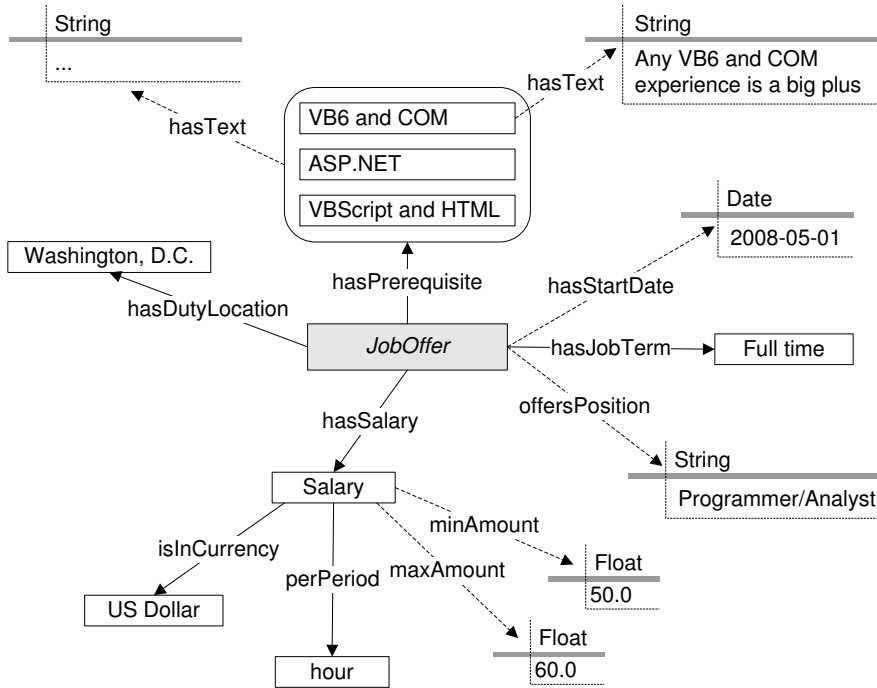 String
...
String
Any VB6 and COM
experience is a big plus
hasText
hasText
VB6 and COM
ASP.NET
VBScript and HTML
Date
2008-05-01
Washington, D.C.
hasPrerequisite
hasStartDate
hasDutyLocation
JobOffer
hasJobTerm
Full time
offersPosition
hasSalary
String
Programmer/Analyst
Salary
minAmount
isInCurrency
perPeriod
maxAmount
Float
50.0
US Dollar
Float
60.0
hour